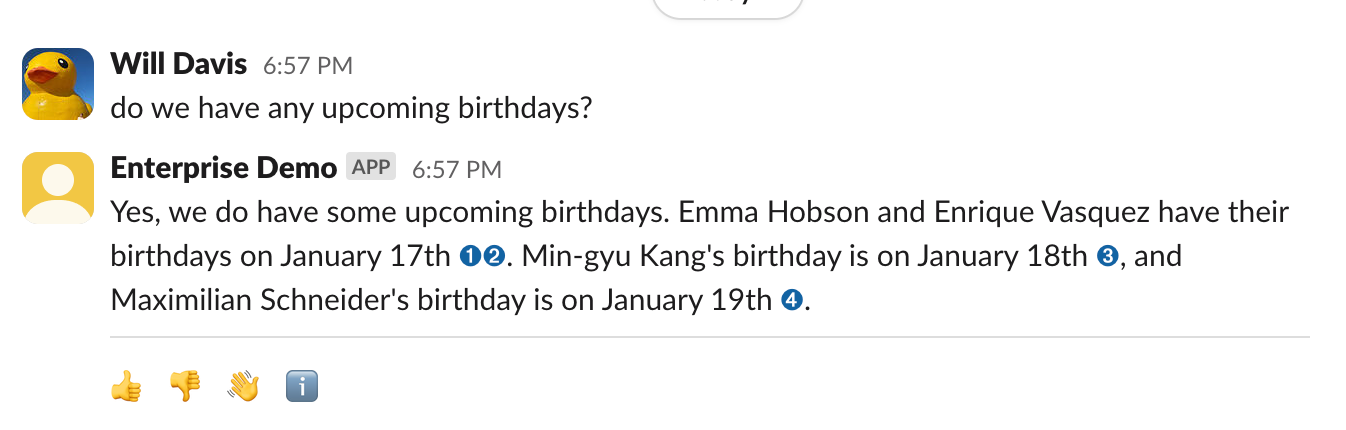 Will Davis 6:57 PM
do we have any upcoming birthdays?
Enterprise Demo APP 6:57 PM
Yes, we do have some upcoming birthdays. Emma Hobson and Enrique Vasquez have their
birthdays on January 17th ❶❷. Min-gyu Kang's birthday is on January 18th ❸, and
Maximilian Schneider's birthday is on January 19th ❹.